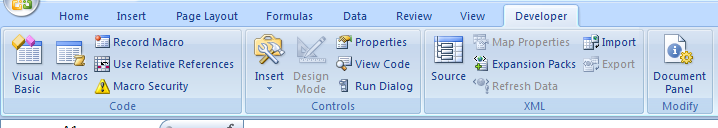 Home Insert Page Layout Formulas Data Review View Developer
Visual Basic
Macros
Record Macro
Use Relative References
Macro Security
Code
Insert
Design Mode
Properties
View Code
Run Dialog
Controls
Source
Map Properties
Expansion Packs
Refresh Data
Import
Export
XML
Document Panel
Modify